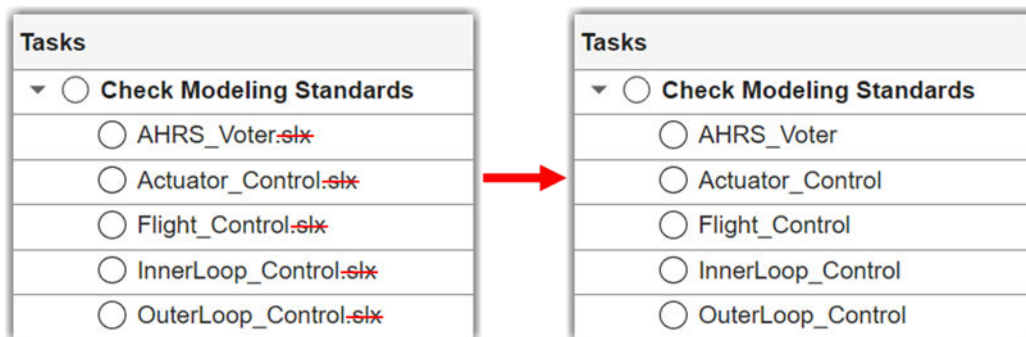 Tasks
Check Modeling Standards
AHRS_Voter.slx
Actuator_Control.slx
Flight_Control.slx
InnerLoop_Control.slx
OuterLoop_Control.slx
Tasks
Check Modeling Standards
AHRS_Voter
Actuator_Control
Flight_Control
InnerLoop_Control
OuterLoop_Control